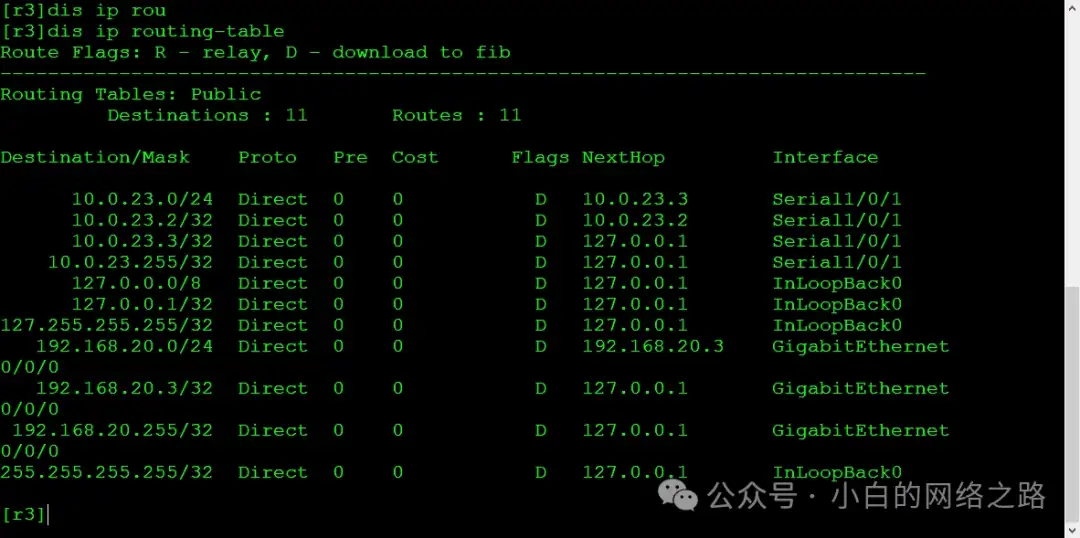 [r3]dis ip rou
[r3]dis ip routing-table
Route Flags: R - relay, D - download to fib
------------------------------------------------------------------------------
Routing Tables: Public
         Destinations : 11       Routes : 11
Destination/Mask    Proto   Pre  Cost      Flags NextHop         Interface
10.0.23.0/24  Direct  0    0           D   10.0.23.3       Serial1/0/1
10.0.23.2/32  Direct  0    0           D   10.0.23.2       Serial1/0/1
10.0.23.3/32  Direct  0    0           D   127.0.0.1       Serial1/0/1
10.0.23.255/32  Direct  0    0           D   127.0.0.1       Serial1/0/1
127.0.0.0/8   Direct  0    0           D   127.0.0.1       InLoopBack0
127.0.0.1/32  Direct  0    0           D   127.0.0.1       InLoopBack0
127.255.255.255/32  Direct  0    0           D   127.0.0.1       InLoopBack0
192.168.20.0/24  Direct  0    0           D   192.168.20.3    GigabitEthernet
0/0/0
192.168.20.3/32  Direct  0    0           D   127.0.0.1       GigabitEthernet
0/0/0
192.168.20.255/32  Direct  0    0           D   127.0.0.1       GigabitEthernet
0/0/0
255.255.255.255/32  Direct  0    0           D   127.0.0.1       InLoopBack0
公众号 · 小白的网络之路
[r3]